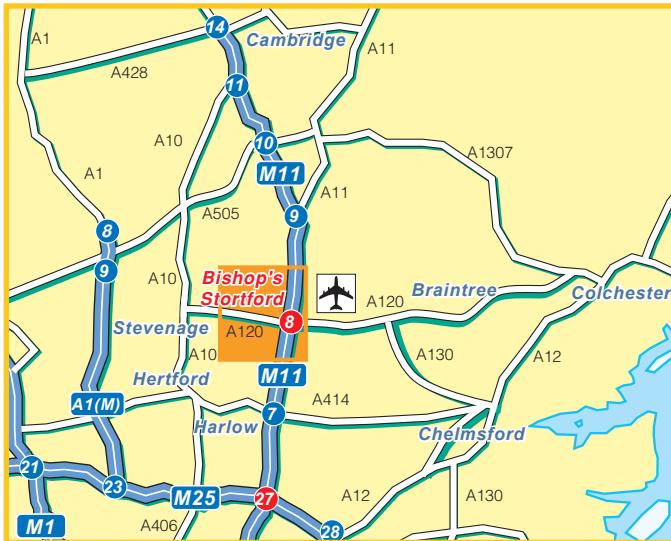 A1
14
Cambridge
A11
A428
11
A10
10
A1307
M11
A1
A11
A505
9
8
9
A10
Bishop's
Stortford
A120
Braintree
Colchester
8
Stevenage
A120
A10
A130
A12
M11
Hertford
A1(M)
7
A414
Harlow
Chelmsford
21
23
M25
27
A12
A130
M1
A406
28